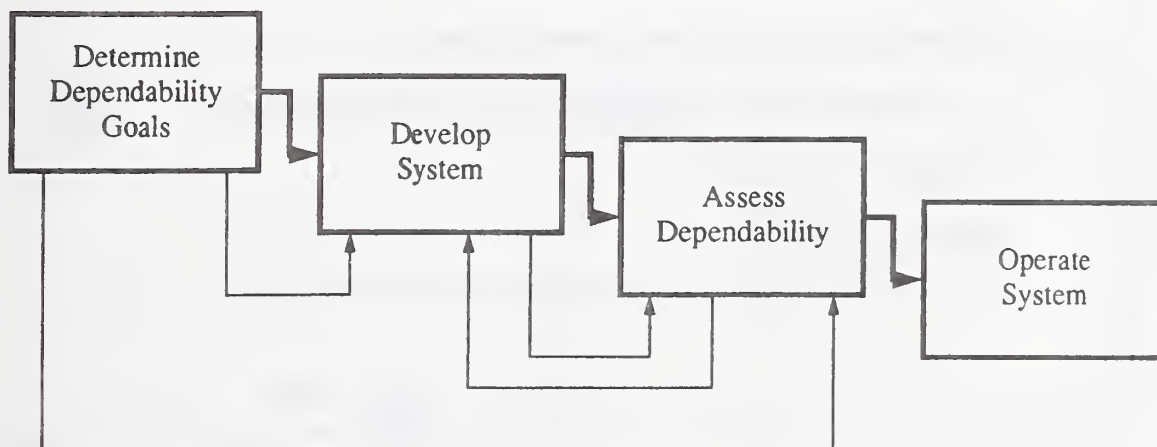 Determine
Dependability
Goals
Develop
System
Assess
Dependability
Operate
System